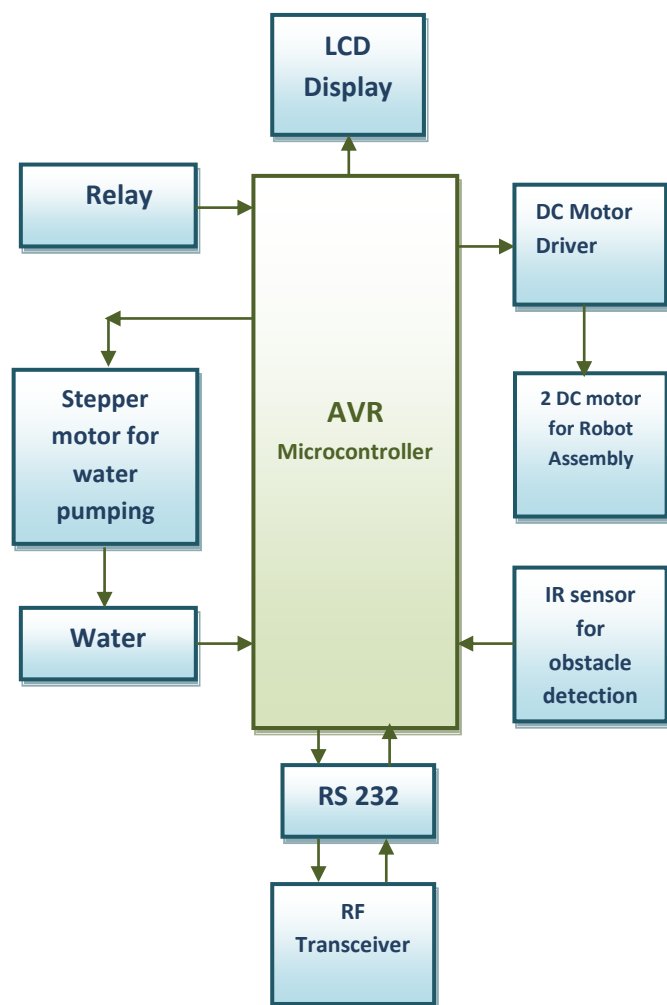 LCD
Display
Relay
DC Motor
Driver
Stepper
motor for
water
pumping
AVR
Microcontroller
2 DC motor
for Robot
Assembly
Water
IR sensor
for
obstacle
detection
RS 232
RF
Transceiver